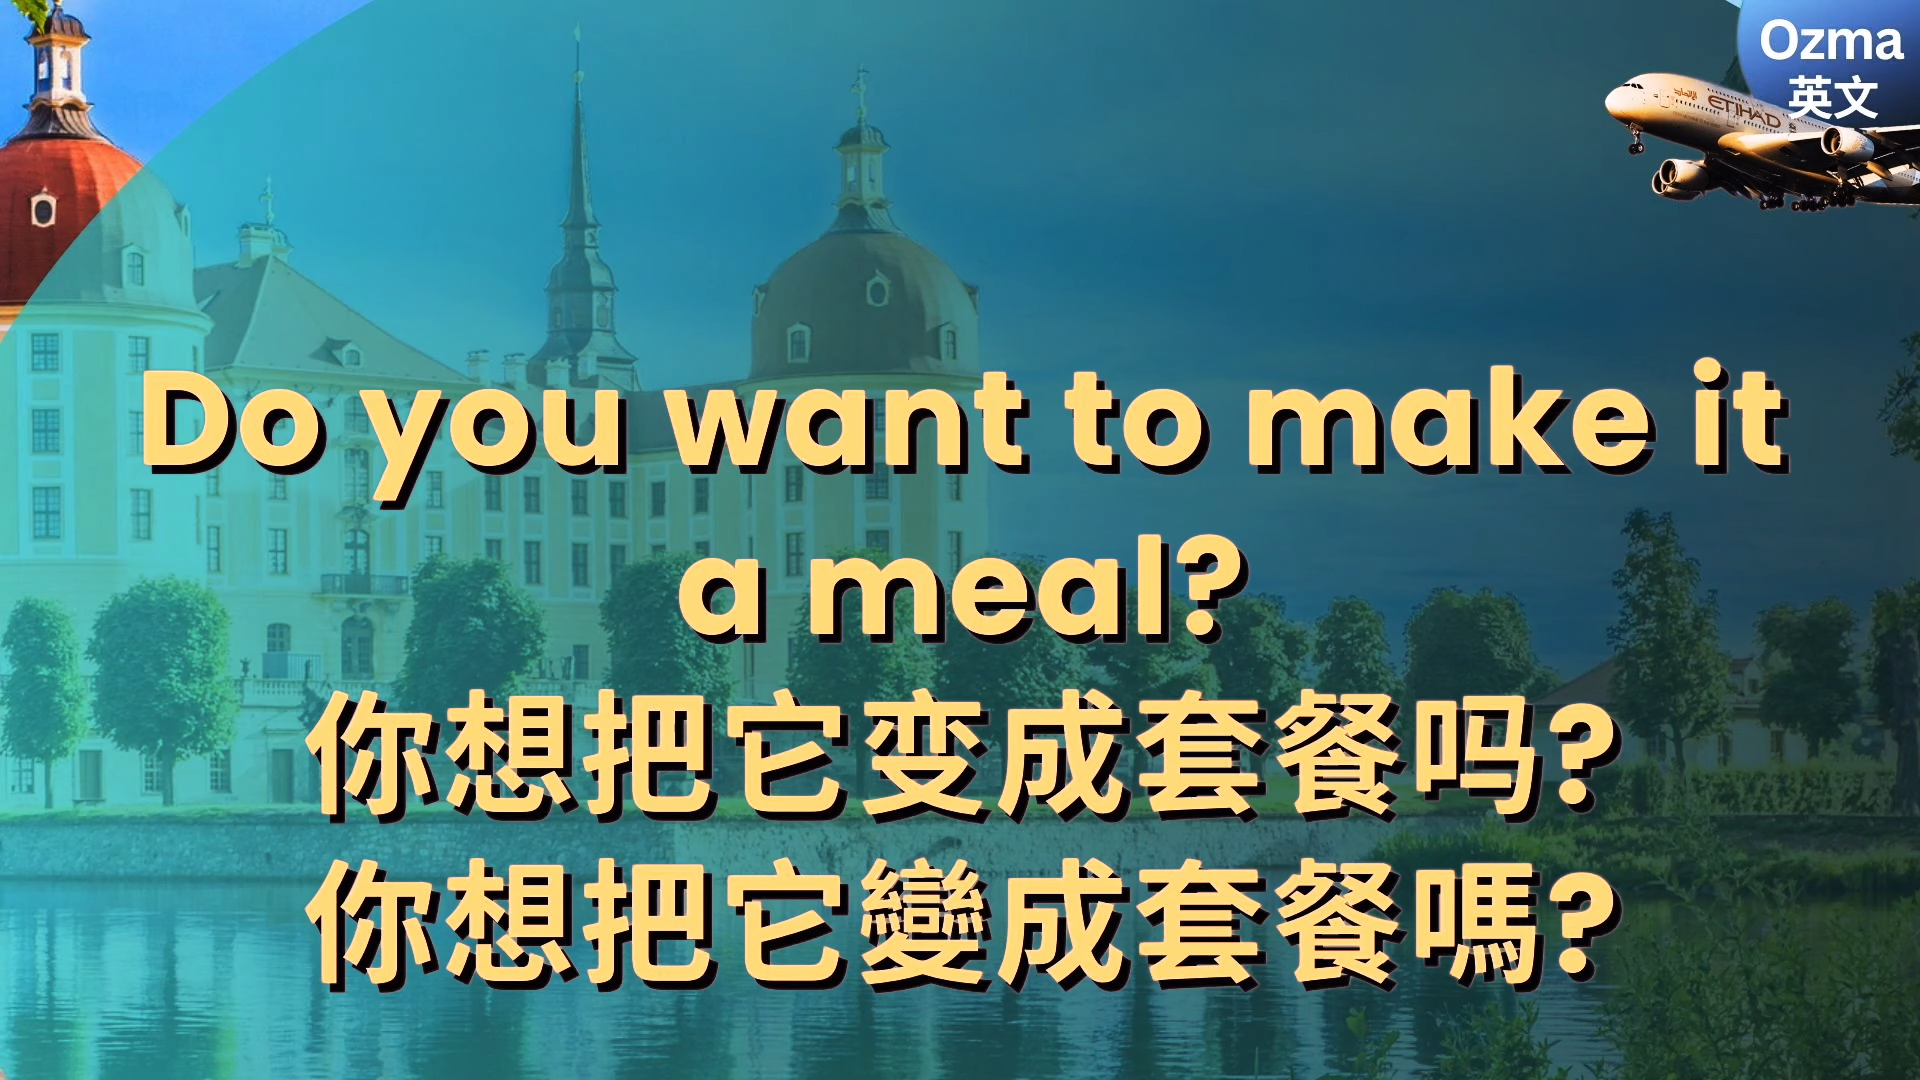 Ozma
英文
ETIHAD
Do you want to make it
a meal?
你想把它变成套餐吗?
你想把它變成套餐嗎?